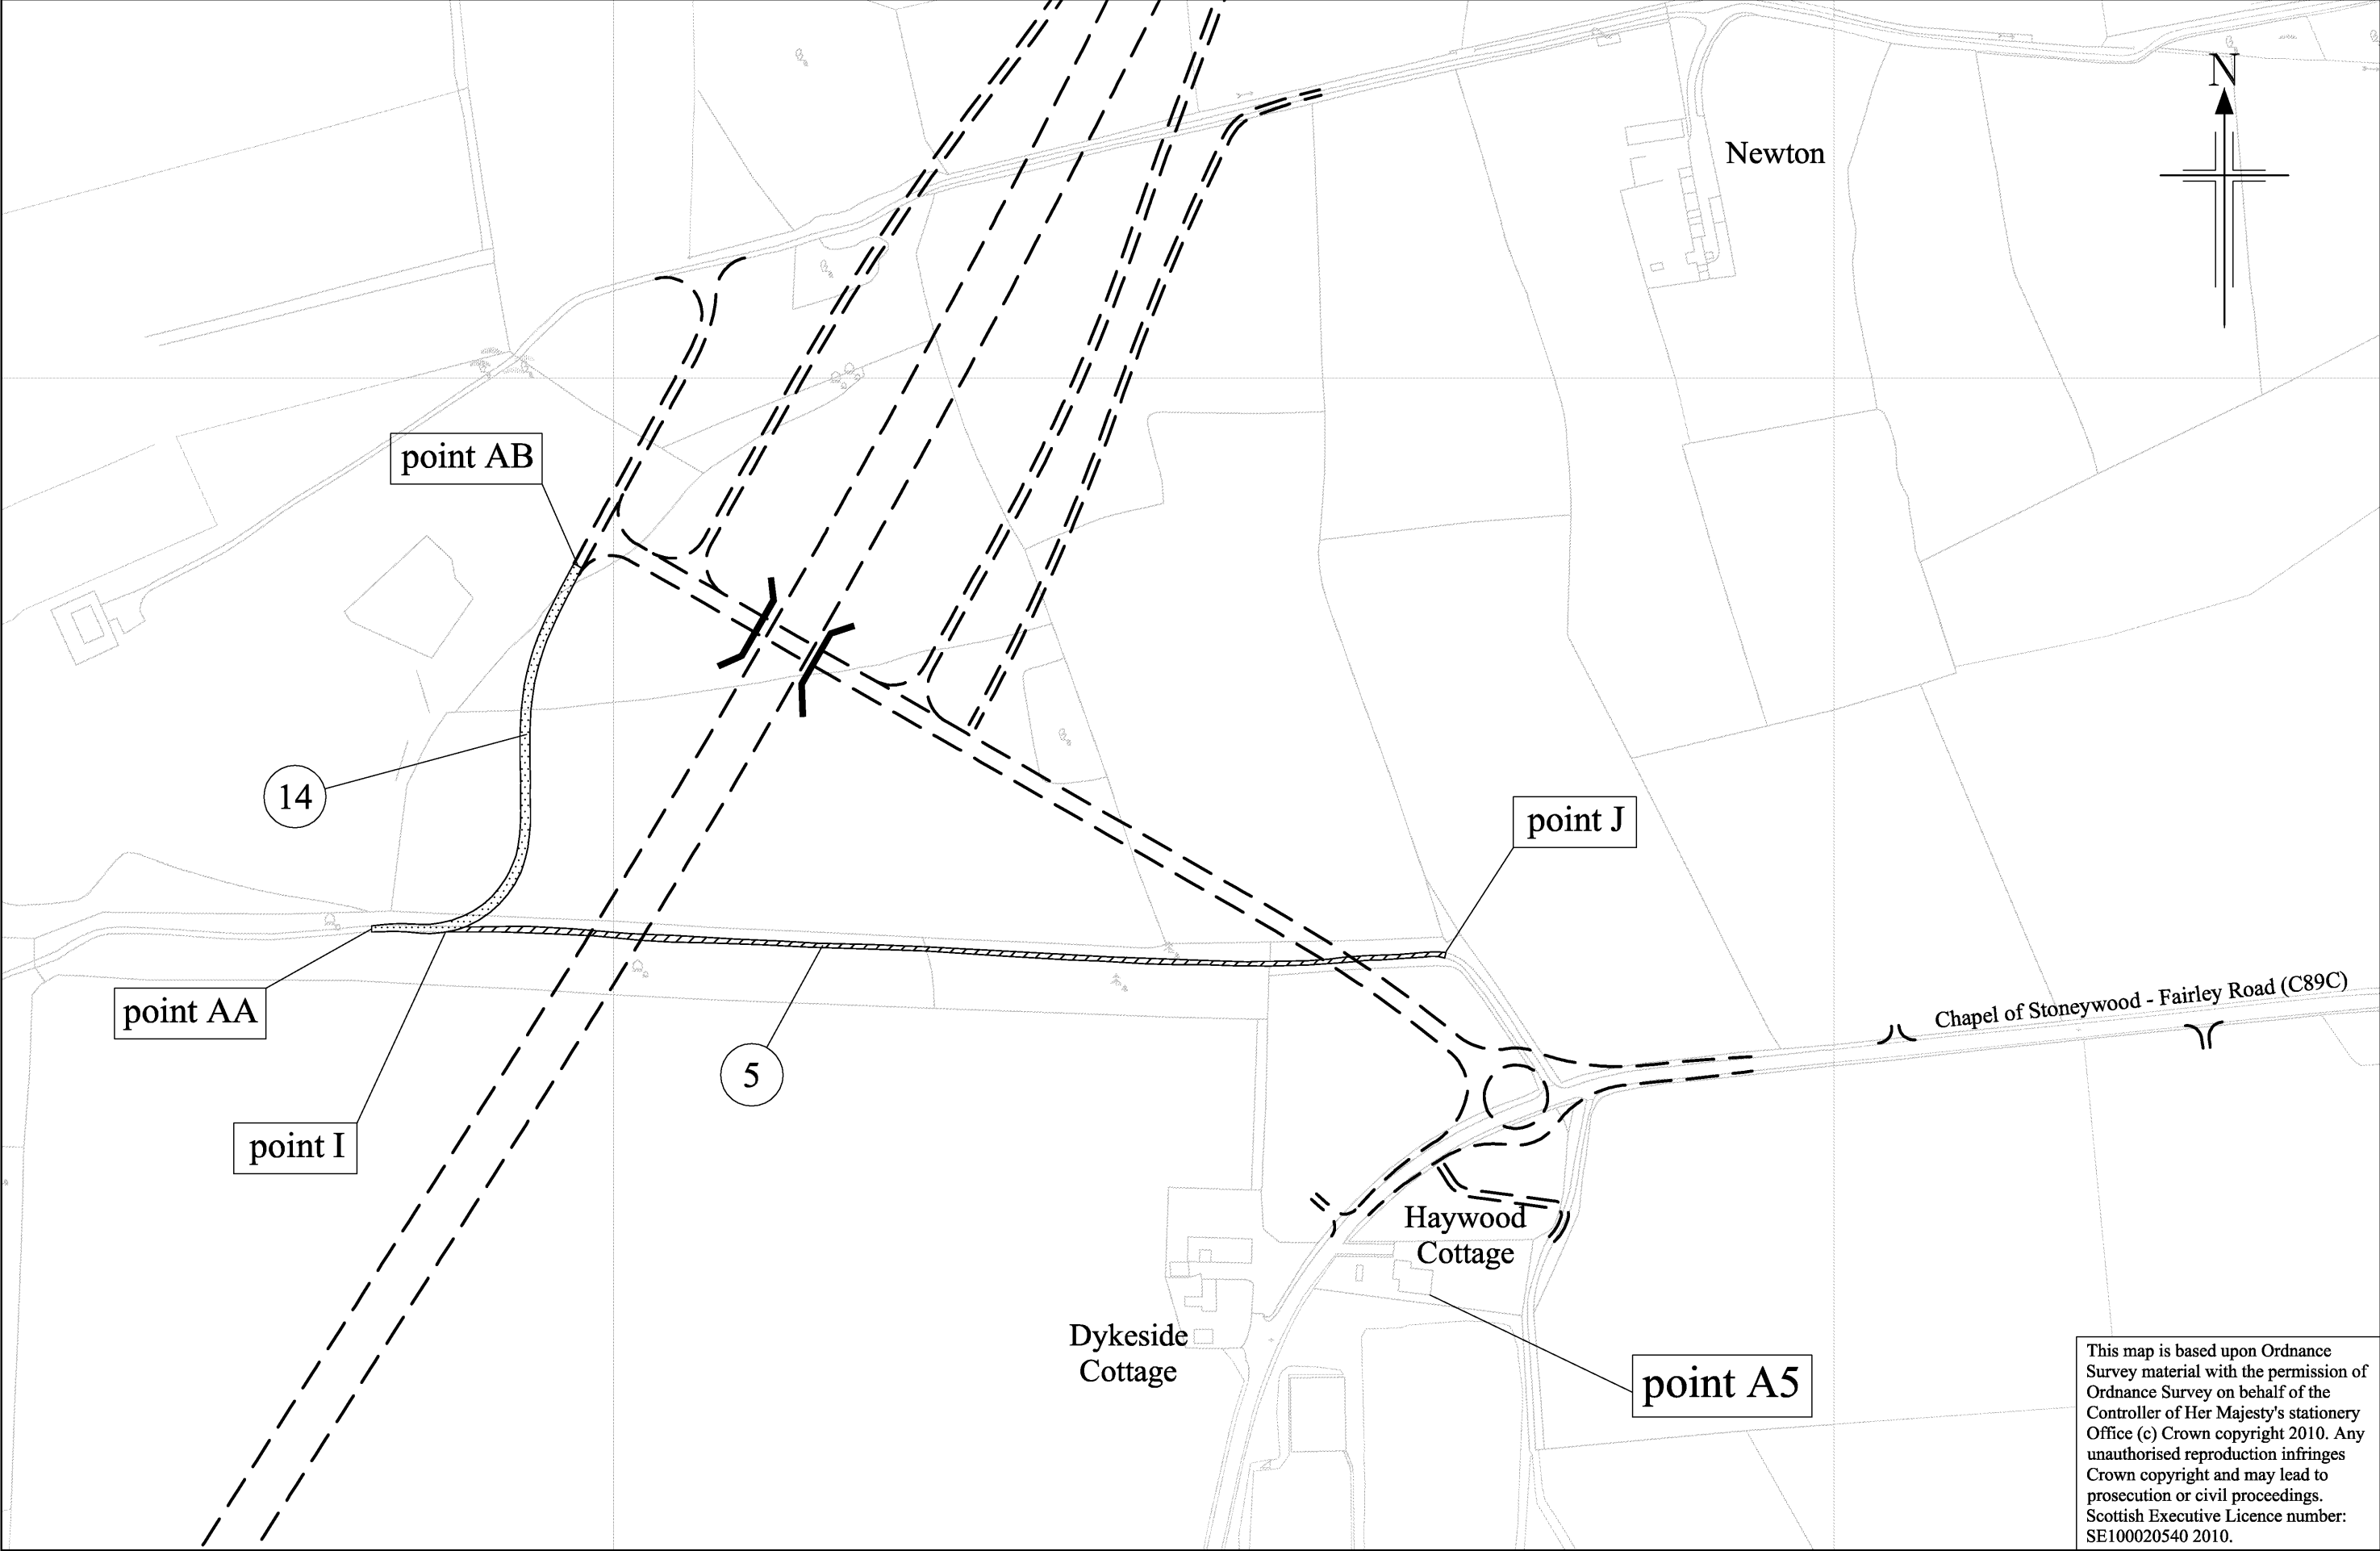 N
Newton
point AB
14
point J
point AA
Chapel of Stoneywood - Fairley Road (C89C)
5
point I
Haywood
Cottage
Dykeside
Cottage
point A5
This map is based upon Ordnance
Survey material with the permission of
Ordnance Survey on behalf of the
Controller of Her Majesty's stationery
Office (c) Crown copyright 2010. Any
unauthorised reproduction infringes
Crown copyright and may lead to
prosecution or civil proceedings.
Scottish Executive Licence number:
SE100020540 2010.